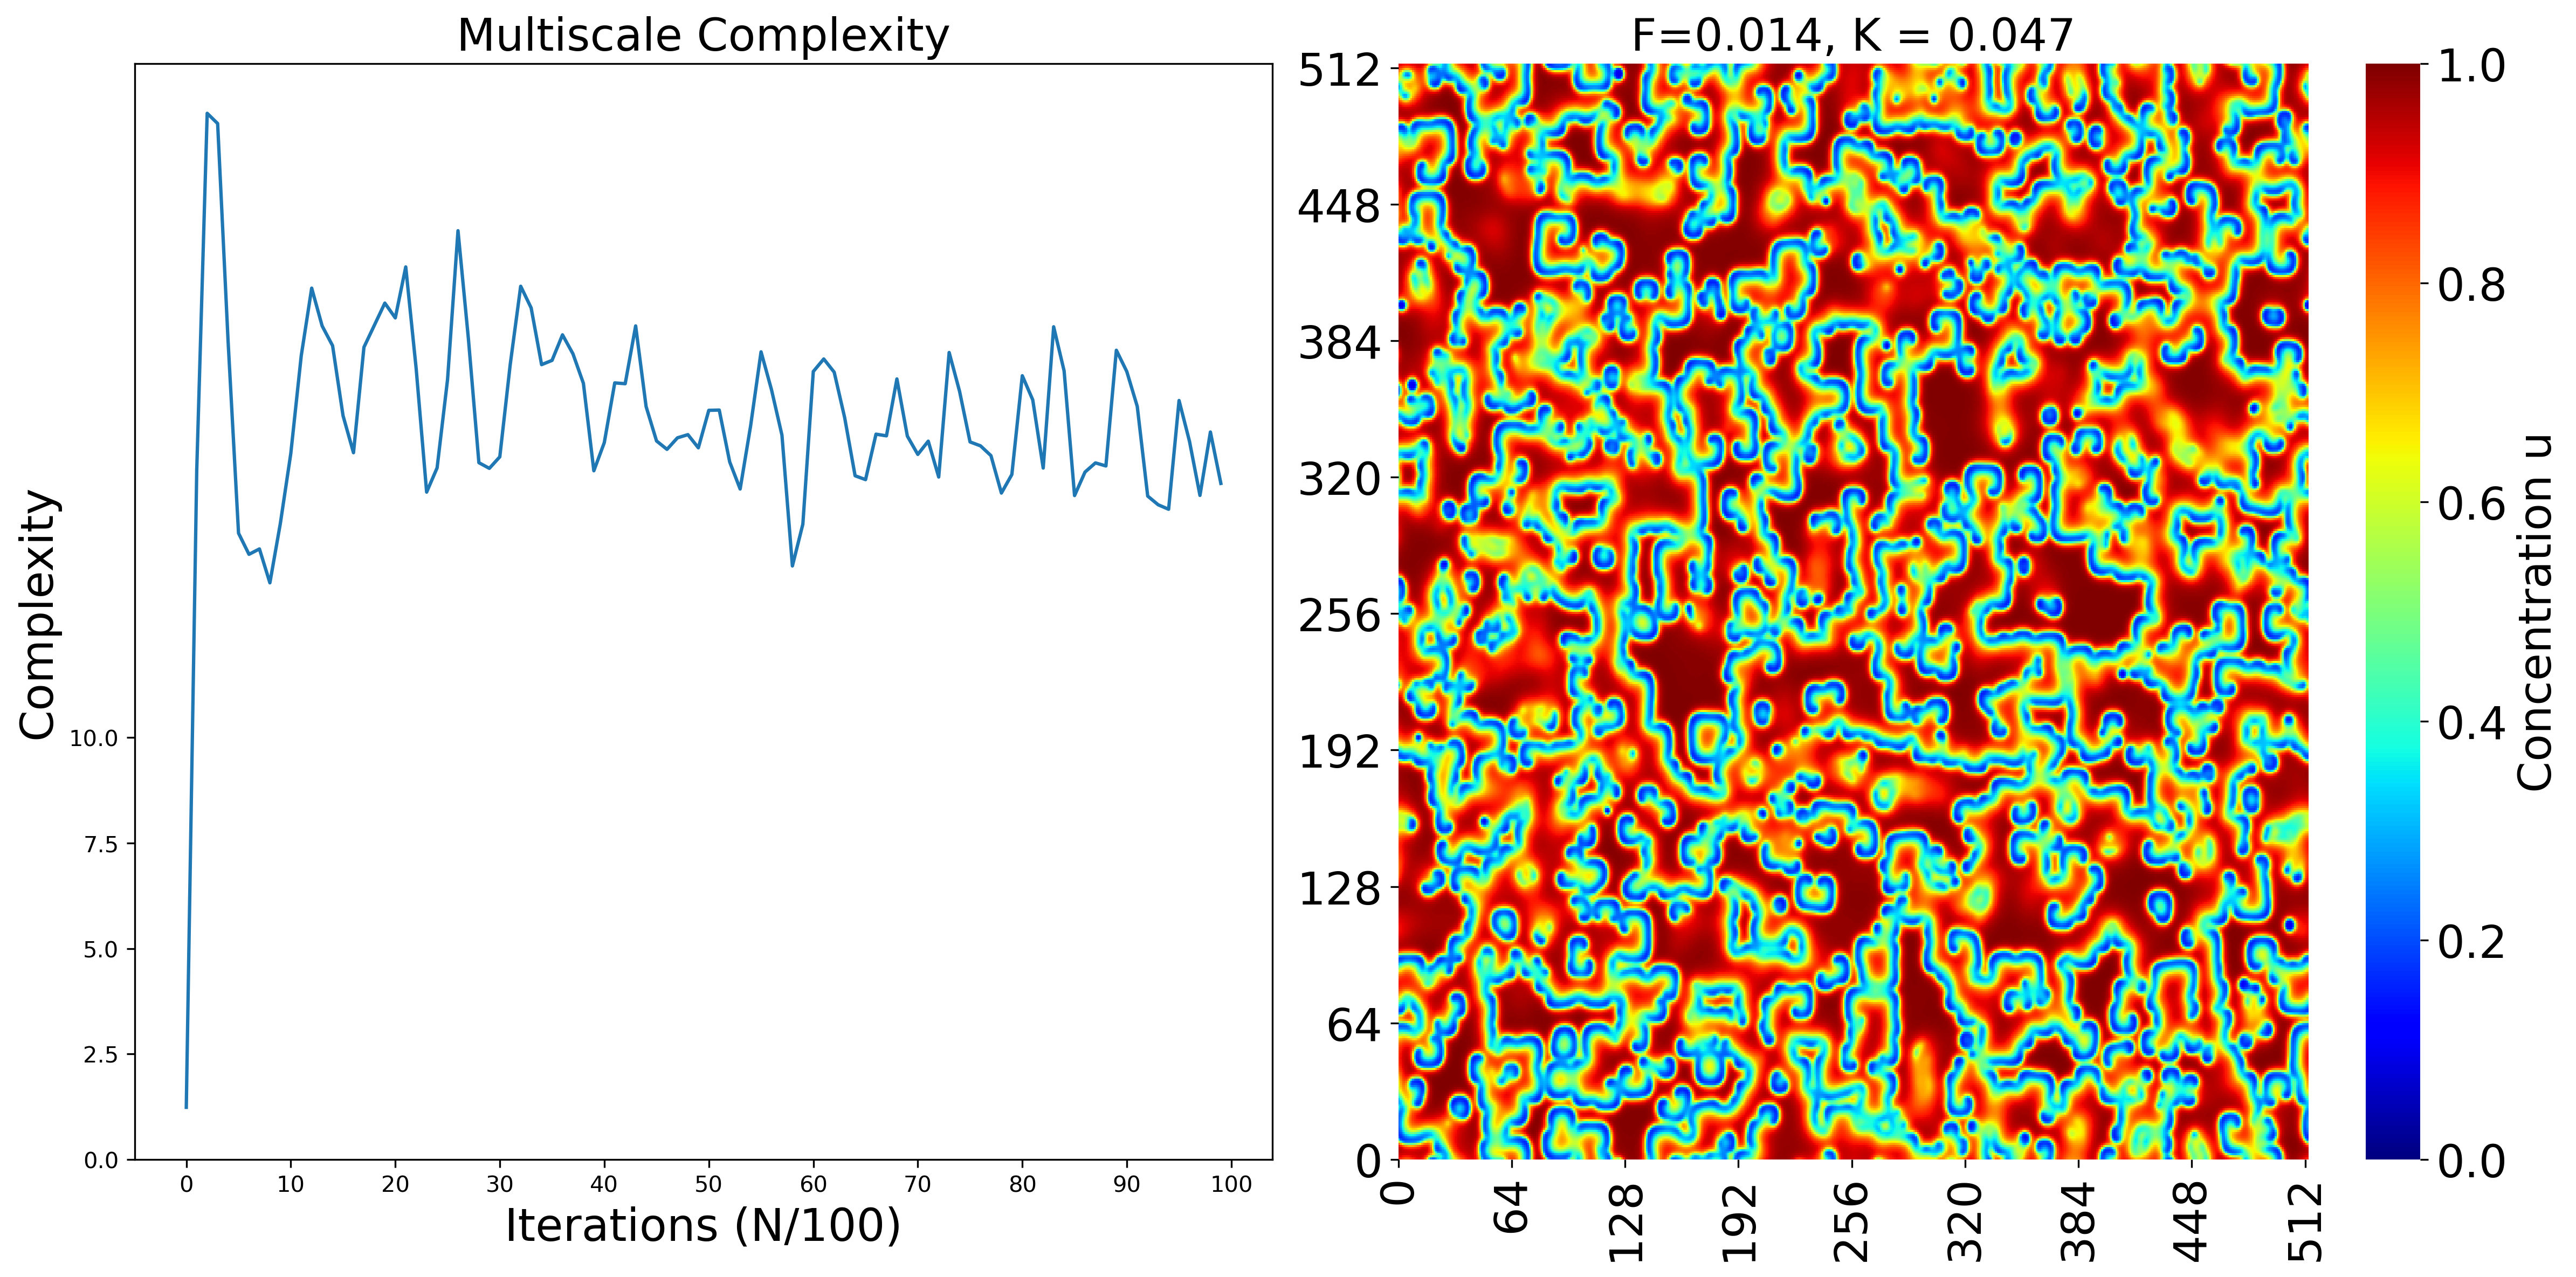 Multiscale Complexity
Complexity
10.0
7.5
5.0
2.5
0.0
0 10 20 30 40 50 60 70 80 90 100
Iterations (N/100)
F=0.014, K = 0.047
512
448
384
320
256
192
128
64
0
0 64 128 192 256 320 384 448 512
1.0
0.8
0.6
0.4
0.2
0.0
Concentration u